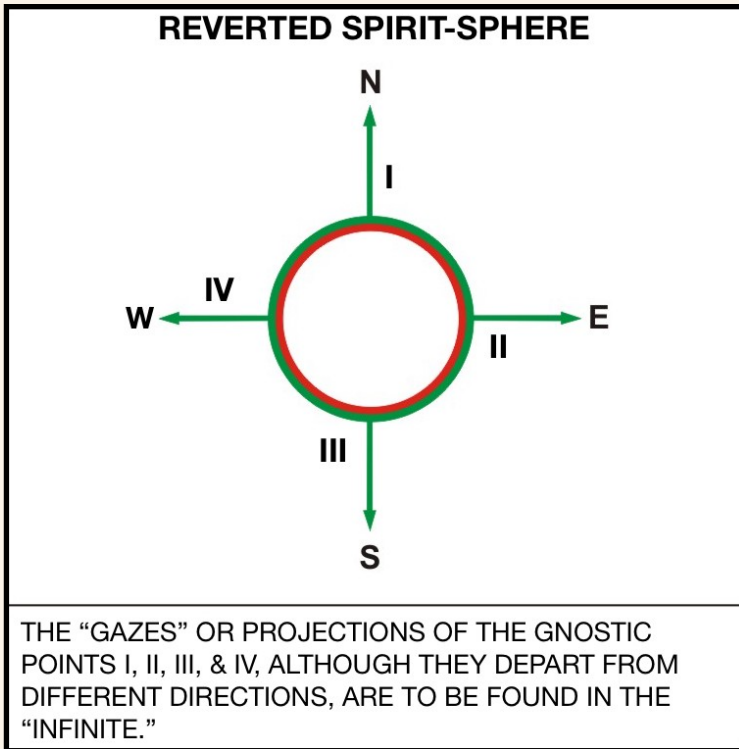 REVERTED SPIRIT-SPHERE
N
I
IV
W
E
II
III
S
THE “GAZES” OR PROJECTIONS OF THE GNOSTIC
POINTS I, II, III, & IV, ALTHOUGH THEY DEPART FROM
DIFFERENT DIRECTIONS, ARE TO BE FOUND IN THE
“INFINITE.”